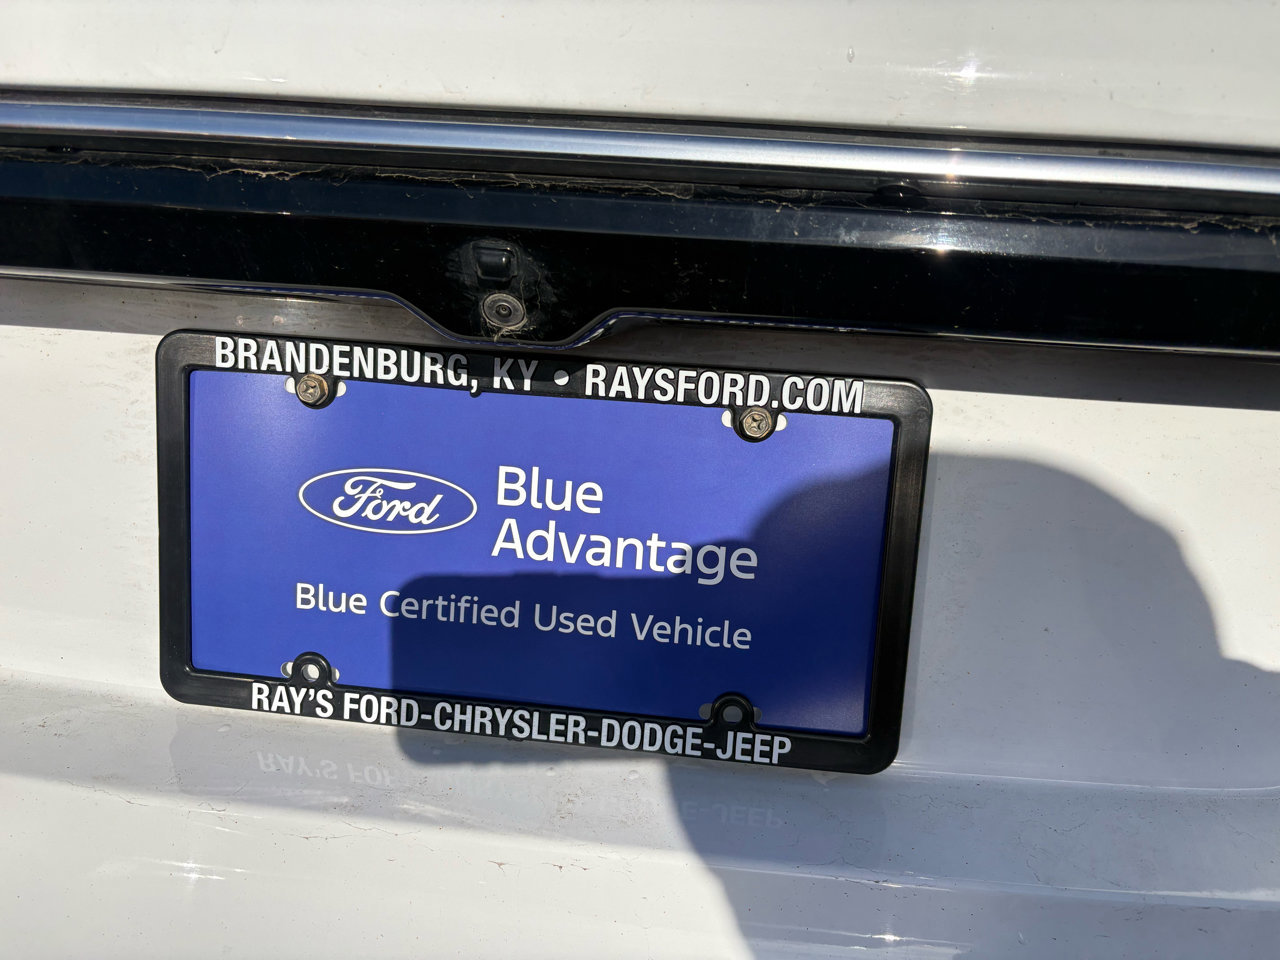 BRANDENBURG, KY • RAYSFORD.COM
Ford
Blue
Advantage
Blue Certified Used Vehicle
RAY'S FORD-CHRYSLER-DODGE-JEEP